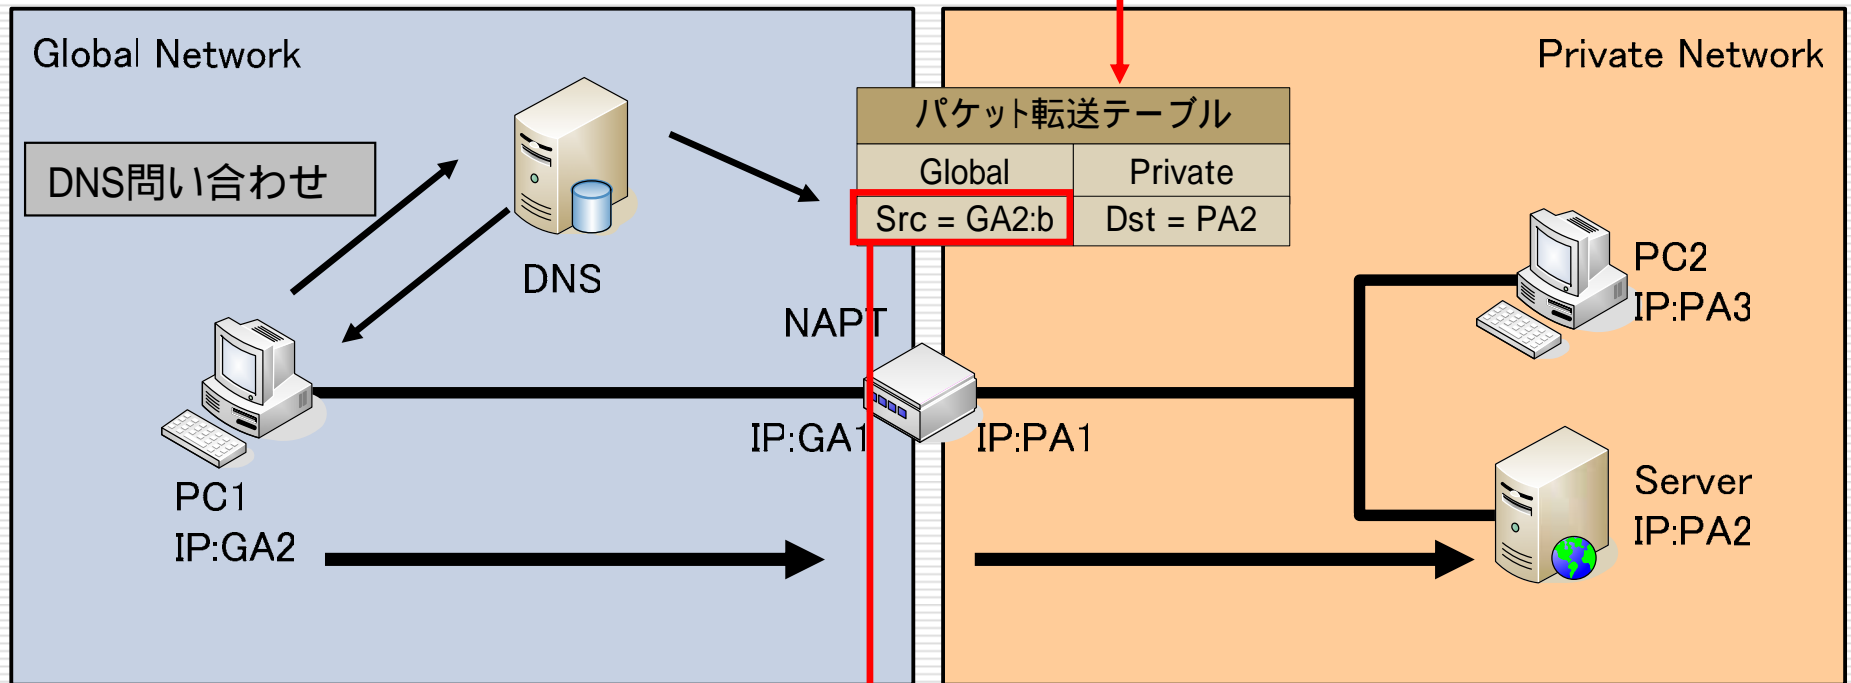 Global Network
Private Network
パケット転送テーブル
Global
Private
Src = GA2:b
Dst = PA2
DNS問い合わせ
DNS
NAPT
IP:GA1
IP:PA1
PC1
IP:GA2
PC2
IP:PA3
Server
IP:PA2